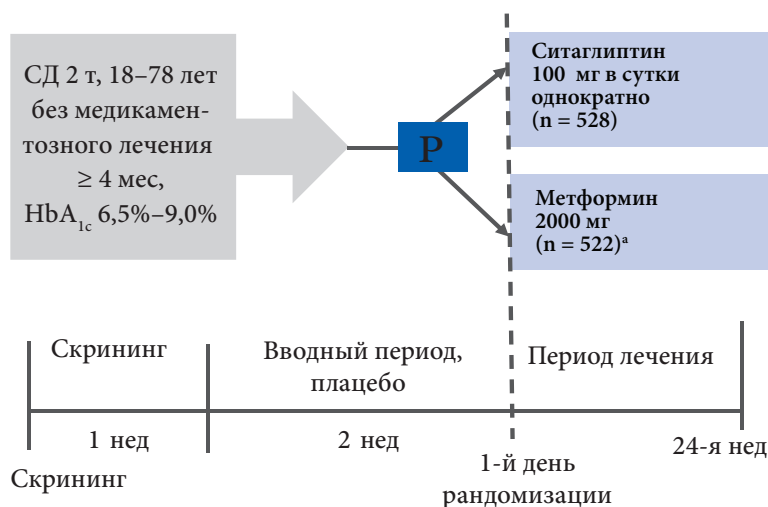 СД 2 т, 18–78 лет
без медикамен-
тозного лечения
≥ 4 мес,
HbA1c 6,5%–9,0%
Р
Ситаглиптин
100 мг в сутки
однократно
(n = 528)
Метформин
2000 мг
(n = 522)ᵃ
Скрининг
Вводный период,
плацебо
Период лечения
1 нед
2 нед
24-я нед
Скрининг
1-й день
рандомизации